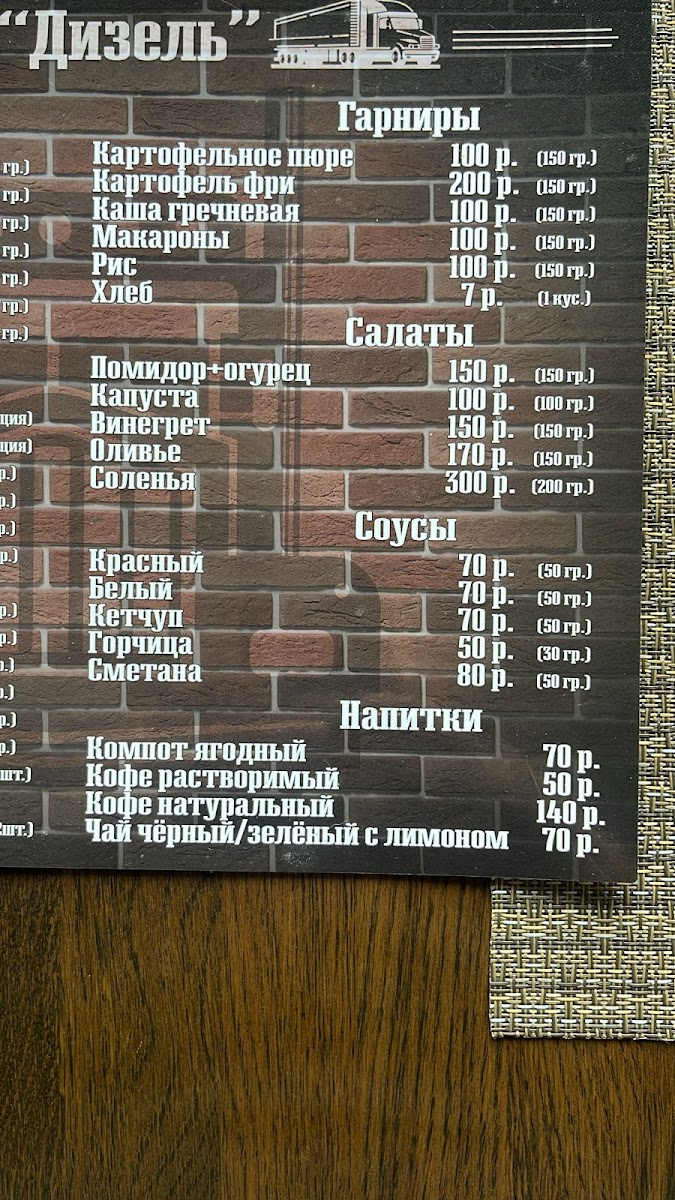 “Дизель”
Гарниры
Картофельное пюре 100 р. (150 гр.)
Картофель фри 200 р. (150 гр.)
Каша гречневая 100 р. (150 гр.)
Макароны 100 р. (150 гр.)
Рис 100 р. (150 гр.)
Хлеб 7 р. (1 кус.)
Салаты
Помидор+огурец 150 р. (150 гр.)
Капуста 100 р. (100 гр.)
Винегрет 150 р. (150 гр.)
Оливье 170 р. (150 гр.)
Соленья 300 р. (200 гр.)
Соусы
Красный 70 р. (50 гр.)
Белый 70 р. (50 гр.)
Кетчуп 70 р. (50 гр.)
Горчица 50 р. (30 гр.)
Сметана 80 р. (50 гр.)
Напитки
Компот ягодный 70 р.
Кофе растворимый 50 р.
Кофе натуральный 140 р.
Чай чёрный/зелёный с лимоном 70 р.